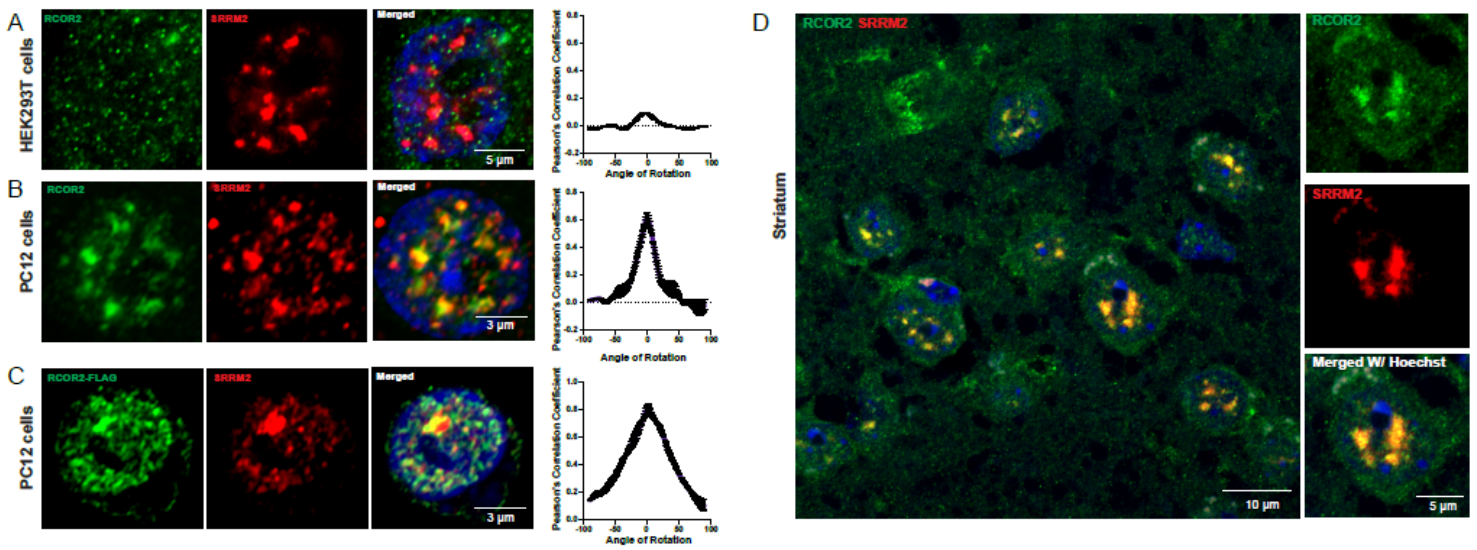 A
HEK293T cells
RCOR2
SRRM2
Merged
5 µm
Pearson's Correlation Coefficient
0.8
0.6
0.4
0.2
0.0
-0.2
-100 -50 0 50 100
Angle of Rotation
B
PC12 cells
RCOR2
SRRM2
Merged
3 µm
Pearson's Correlation Coefficient
0.8
0.6
0.4
0.2
0.0
-0.2
-100 -50 0 50 100
Angle of Rotation
C
PC12 cells
RCOR2-FLAG
SRRM2
Merged
3 µm
Pearson's Correlation Coefficient
1.0
0.8
0.6
0.4
0.2
0.0
-100 -50 0 50 100
Angle of Rotation
D
Striatum
RCOR2 SRRM2
10 µm
RCOR2
SRRM2
Merged W/ Hoechst
5 µm